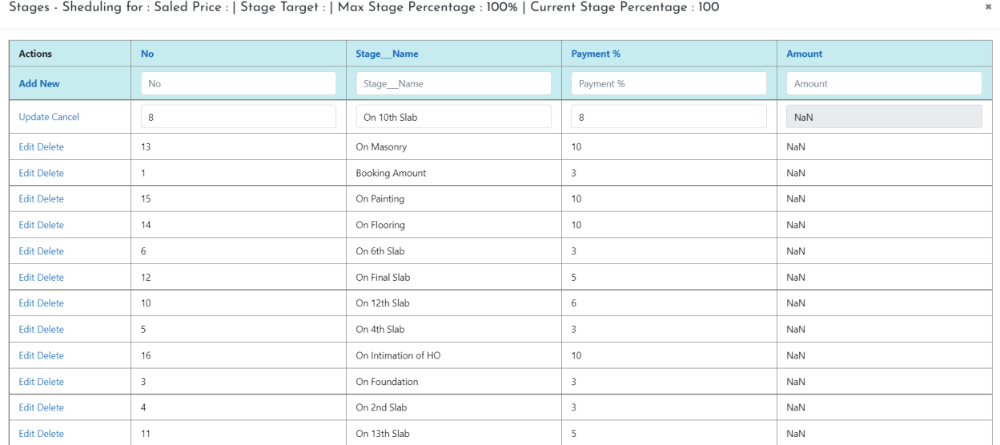 Stages - Sheduling for : Saled Price : | Stage Target : | Max Stage Percentage : 100% | Current Stage Percentage : 100 ✖
Actions No Stage__Name Payment % Amount
Add New No Stage__Name Payment % Amount
Update Cancel 8 On 10th Slab 8 NaN
Edit Delete 13 On Masonry 10 NaN
Edit Delete 1 Booking Amount 3 NaN
Edit Delete 15 On Painting 10 NaN
Edit Delete 14 On Flooring 10 NaN
Edit Delete 6 On 6th Slab 3 NaN
Edit Delete 12 On Final Slab 5 NaN
Edit Delete 10 On 12th Slab 6 NaN
Edit Delete 5 On 4th Slab 3 NaN
Edit Delete 16 On Intimation of HO 10 NaN
Edit Delete 3 On Foundation 3 NaN
Edit Delete 4 On 2nd Slab 3 NaN
Edit Delete 11 On 13th Slab 5 NaN